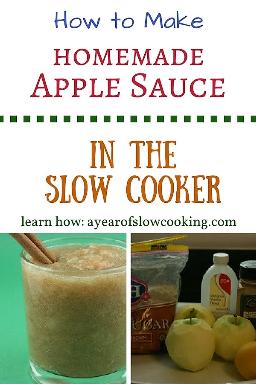 How to Make
HOMEMADE
APPLE SAUCE
IN THE
SLOW COOKER
learn how: ayearofslowcooking.com